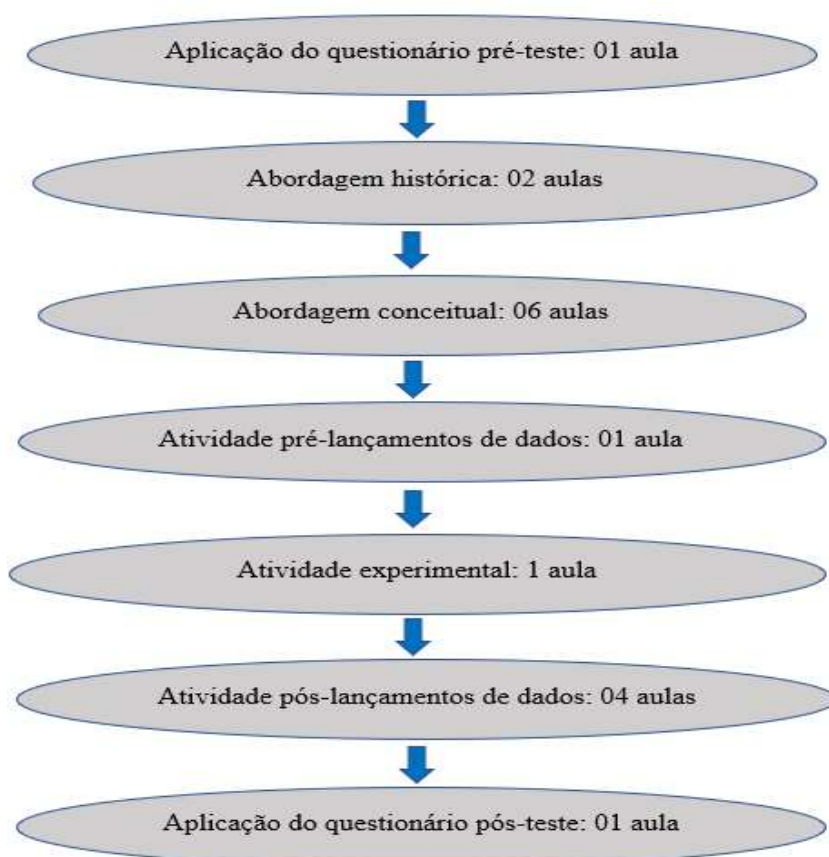 Aplicação do questionário pré-teste: 01 aula
Abordagem histórica: 02 aulas
Abordagem conceitual: 06 aulas
Atividade pré-lançamentos de dados: 01 aula
Atividade experimental: 1 aula
Atividade pós-lançamentos de dados: 04 aulas
Aplicação do questionário pós-teste: 01 aula